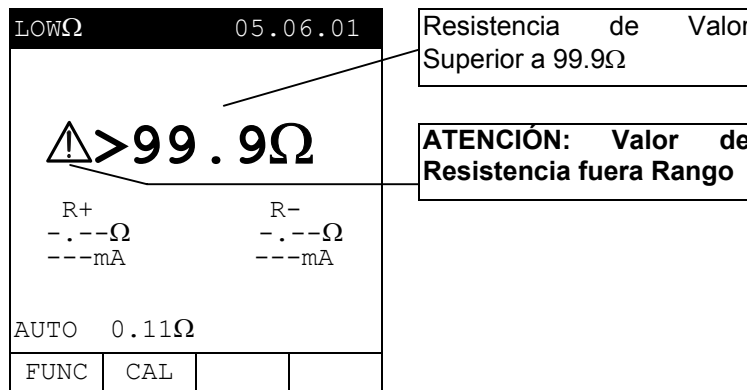 LOWΩ 05.06.01
Resistencia de Valor
Superior a 99.9Ω
⚠>99.9Ω
ATENCIÓN: Valor de
Resistencia fuera Rango
R+ R-
-.--Ω -.--Ω
---mA ---mA
AUTO 0.11Ω
FUNC CAL